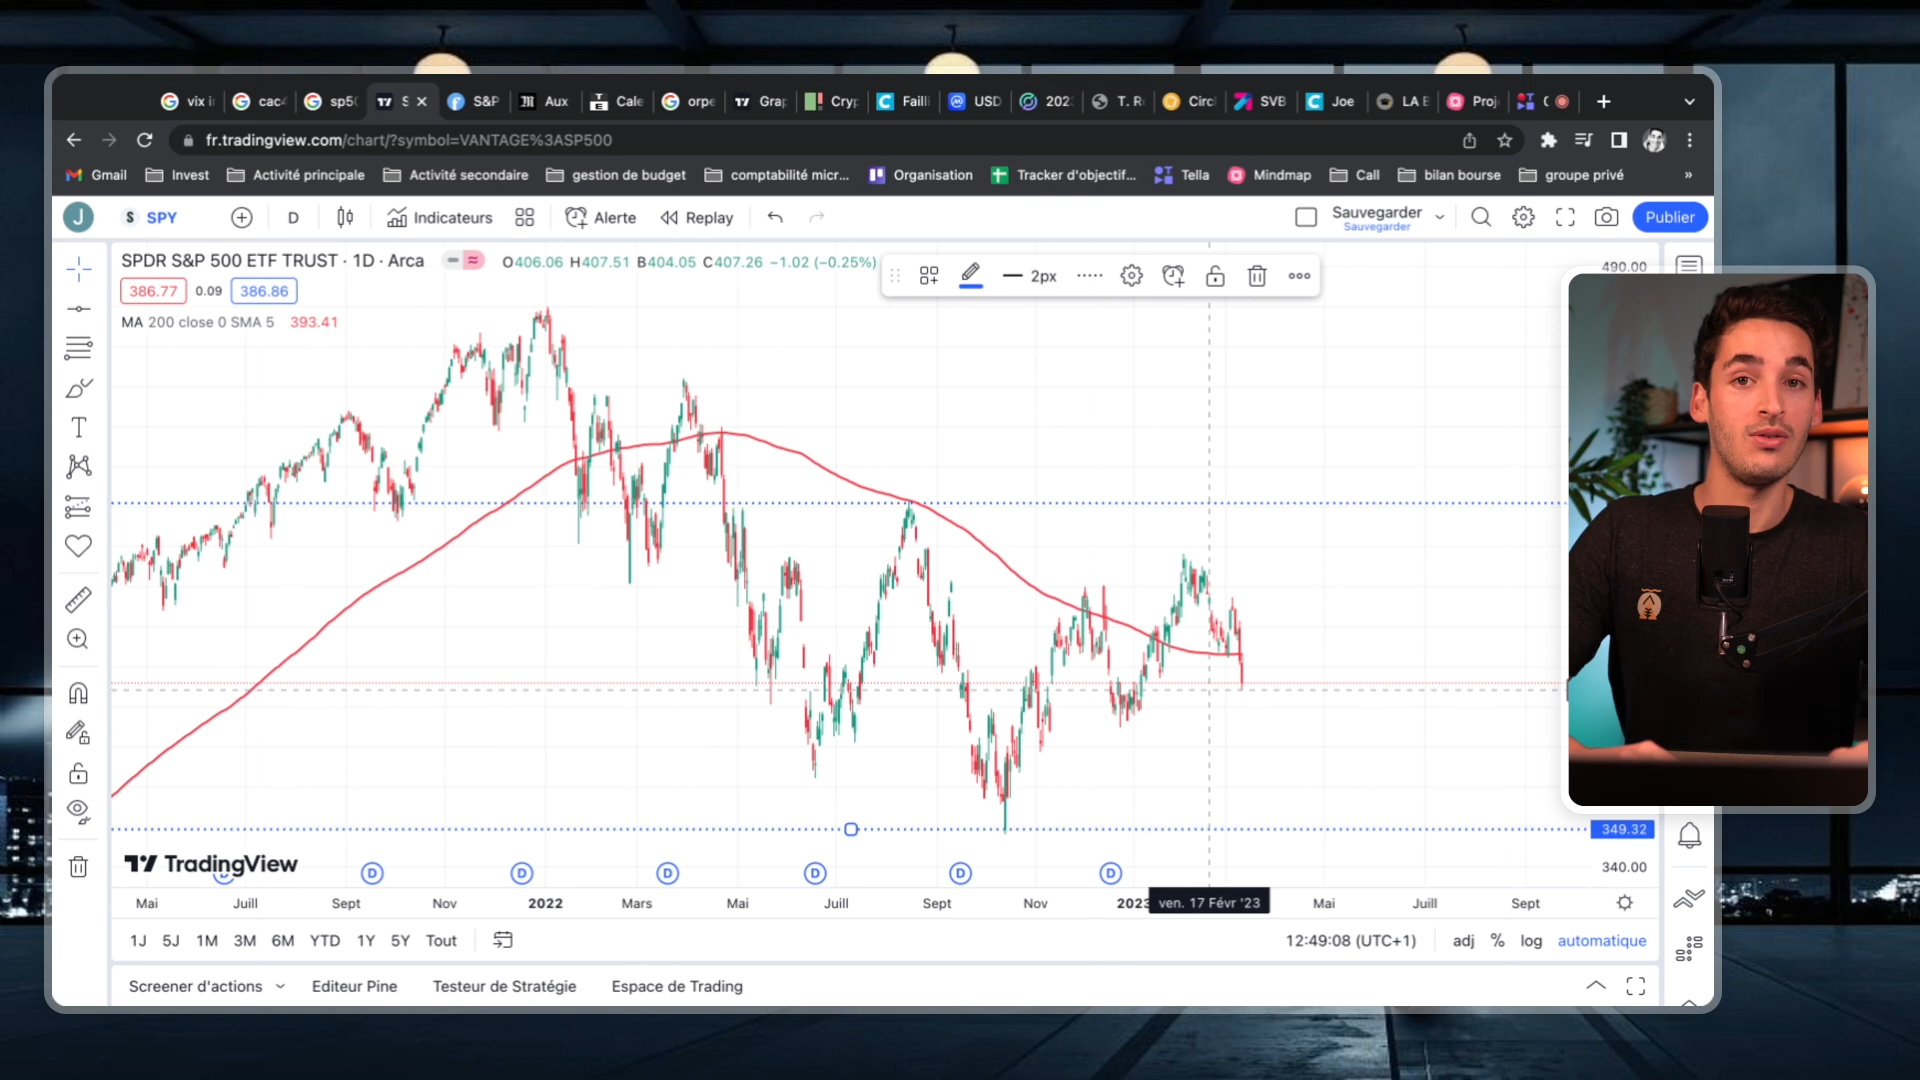 vix i
cac4
sp50
S
S&P
Aux
Cale
orpe
Gra
Cryp
Failli
USD
202
T. R
Circl
SVB
Joe
LA B
Proj
fr.tradingview.com/chart/?symbol=VANTAGE%3ASP500
Gmail
Invest
Activité principale
Activité secondaire
gestion de budget
comptabilité micr...
Organisation
Tracker d'objectif...
Tella
Mindmap
Call
bilan bourse
groupe privé
»
J
S SPY
D
Indicateurs
Alerte
Replay
Sauvegarder
Sauvegarder
Publier
SPDR S&P 500 ETF TRUST · 1D · Arca
O406.06 H407.51 B404.05 C407.26 −1.02 (−0.25%)
2px
490.00
386.77 0.09 386.86
MA 200 close 0 SMA 5 393.41
349.32
TradingView
340.00
D
D
D
D
D
D
Mai
Juill
Sept
Nov
2022
Mars
Mai
Juill
Sept
Nov
2023
ven. 17 Févr '23
Mai
Juill
Sept
1J 5J 1M 3M 6M YTD 1Y 5Y Tout
12:49:08 (UTC+1)
adj % log automatique
Screener d'actions
Editeur Pine
Testeur de Stratégie
Espace de Trading